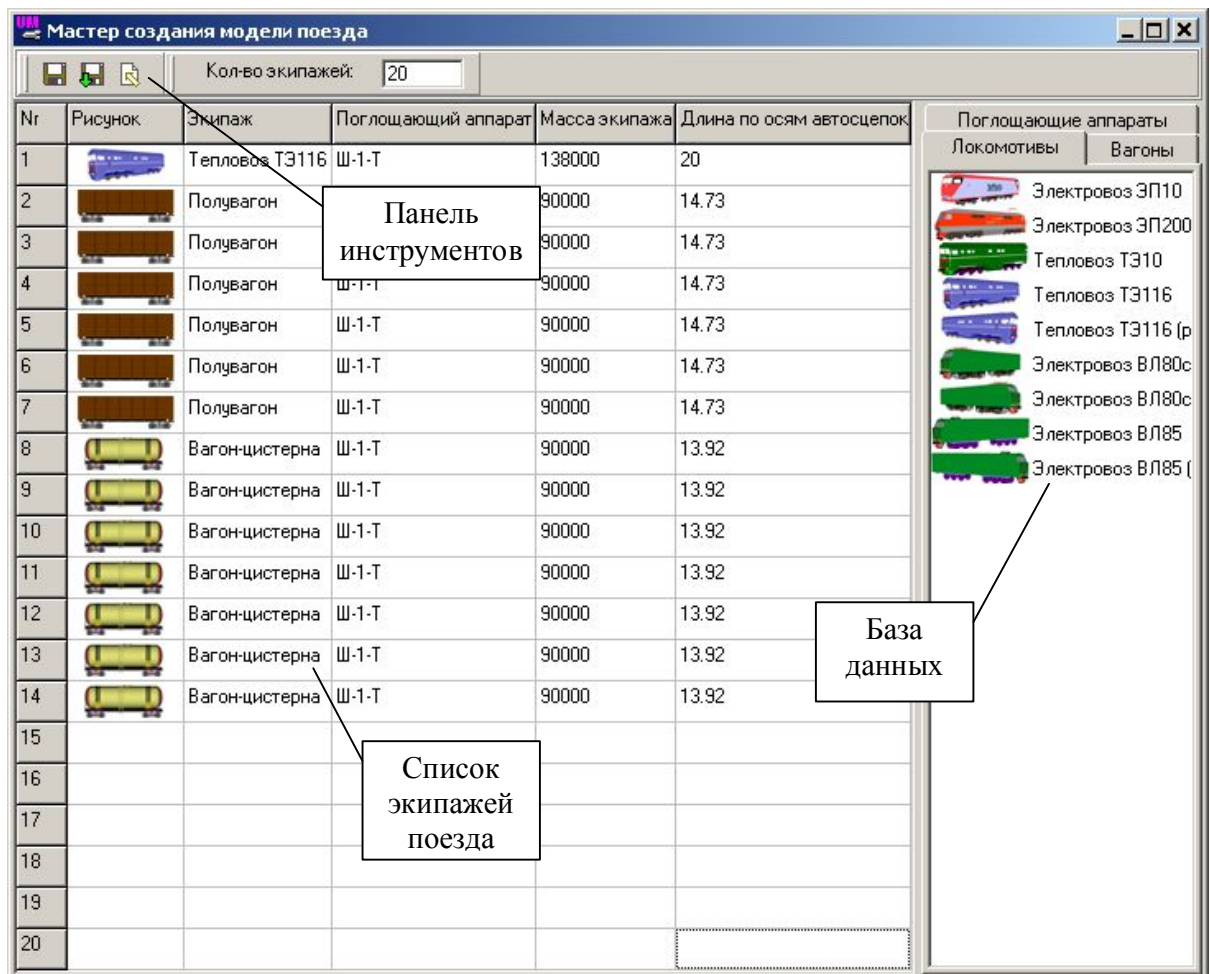 UM
Мастер создания модели поезда
Кол-во экипажей: 20
Nr Рисунок Экипаж Поглощающий аппарат Масса экипажа Длина по осям автосцепок
1 Тепловоз ТЭ116 Ш-1-Т 138000 20
2 Полувагон 90000 14.73
3 Полувагон 90000 14.73
4 Полувагон Ш-1-Т 90000 14.73
5 Полувагон Ш-1-Т 90000 14.73
6 Полувагон Ш-1-Т 90000 14.73
7 Полувагон Ш-1-Т 90000 14.73
8 Вагон-цистерна Ш-1-Т 90000 13.92
9 Вагон-цистерна Ш-1-Т 90000 13.92
10 Вагон-цистерна Ш-1-Т 90000 13.92
11 Вагон-цистерна Ш-1-Т 90000 13.92
12 Вагон-цистерна Ш-1-Т 90000 13.92
13 Вагон-цистерна Ш-1-Т 90000 13.92
14 Вагон-цистерна Ш-1-Т 90000 13.92
15
16
17
18
19
20
Панель
инструментов
Список
экипажей
поезда
Поглощающие аппараты
Локомотивы Вагоны
Электровоз ЭП10
Электровоз ЭП200
Тепловоз ТЭ10
Тепловоз ТЭ116
Тепловоз ТЭ116 (р
Электровоз ВЛ80с
Электровоз ВЛ80с
Электровоз ВЛ85
Электровоз ВЛ85 (
База
данных